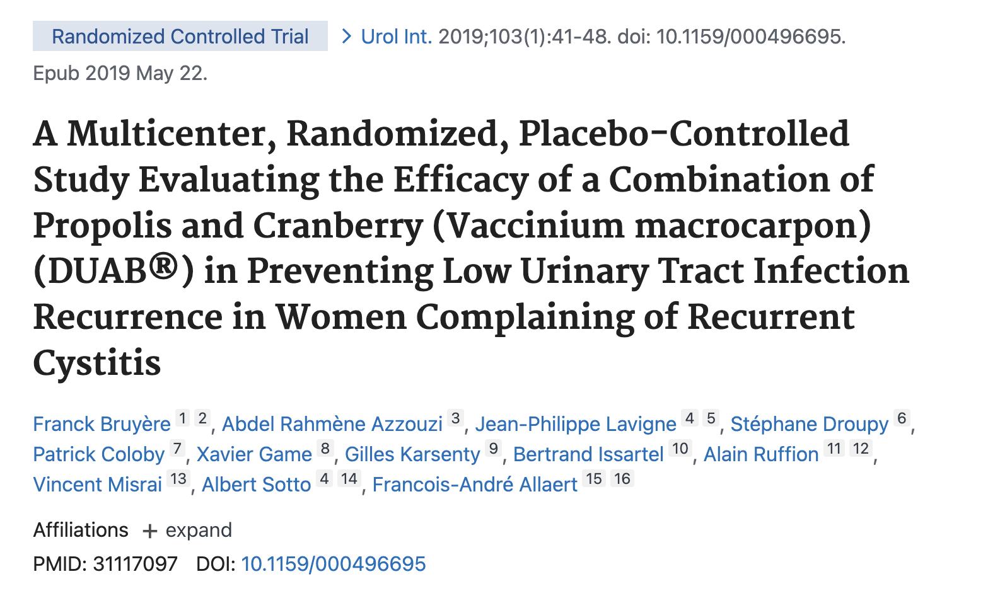 Randomized Controlled Trial > Urol Int. 2019;103(1):41-48. doi: 10.1159/000496695.
Epub 2019 May 22.
A Multicenter, Randomized, Placebo-Controlled
Study Evaluating the Efficacy of a Combination of
Propolis and Cranberry (Vaccinium macrocarpon)
(DUAB®) in Preventing Low Urinary Tract Infection
Recurrence in Women Complaining of Recurrent
Cystitis
Franck Bruyère 1 2, Abdel Rahmène Azzouzi 3, Jean-Philippe Lavigne 4 5, Stéphane Droupy 6,
Patrick Coloby 7, Xavier Game 8, Gilles Karsenty 9, Bertrand Issartel 10, Alain Ruffion 11 12,
Vincent Misrai 13, Albert Sotto 4 14, Francois-André Allaert 15 16
Affiliations + expand
PMID: 31117097 DOI: 10.1159/000496695